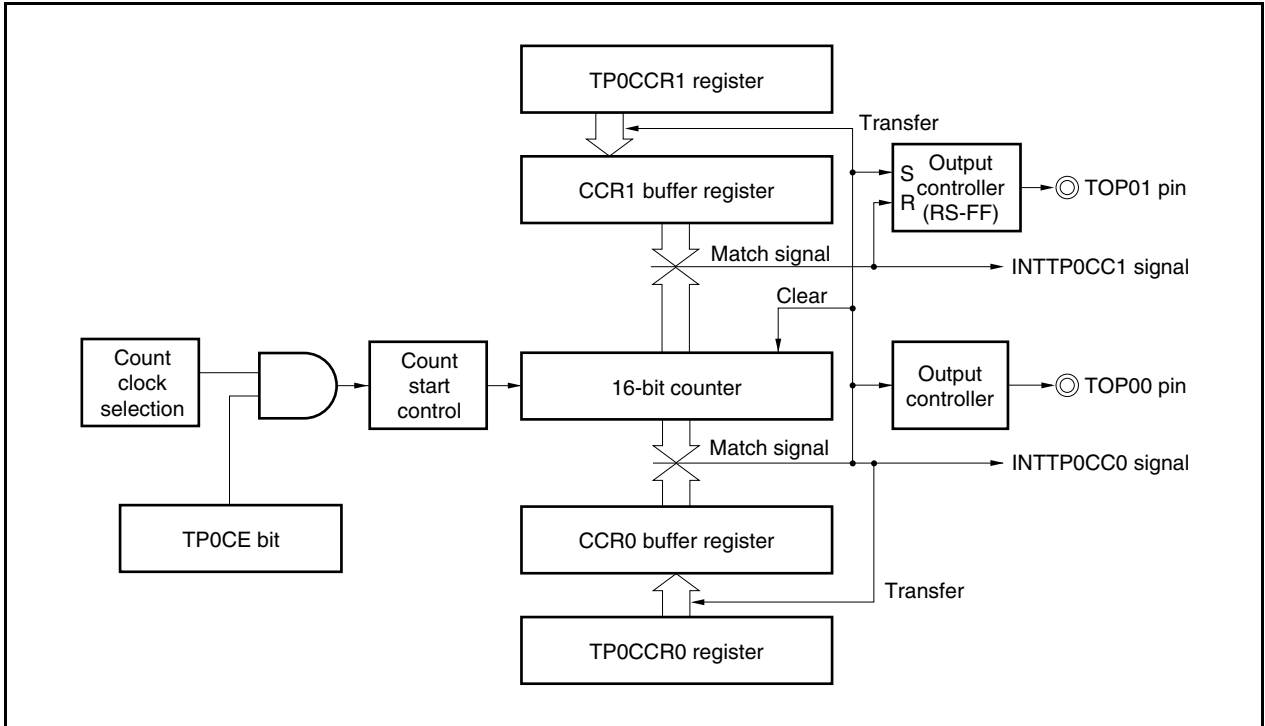 TP0CCR1 register
Transfer
CCR1 buffer register
S
R
Output
controller
(RS-FF)
TOP01 pin
Match signal
INTTP0CC1 signal
Clear
Count
clock
selection
Count
start
control
16-bit counter
Output
controller
TOP00 pin
Match signal
INTTP0CC0 signal
TP0CE bit
CCR0 buffer register
Transfer
TP0CCR0 register